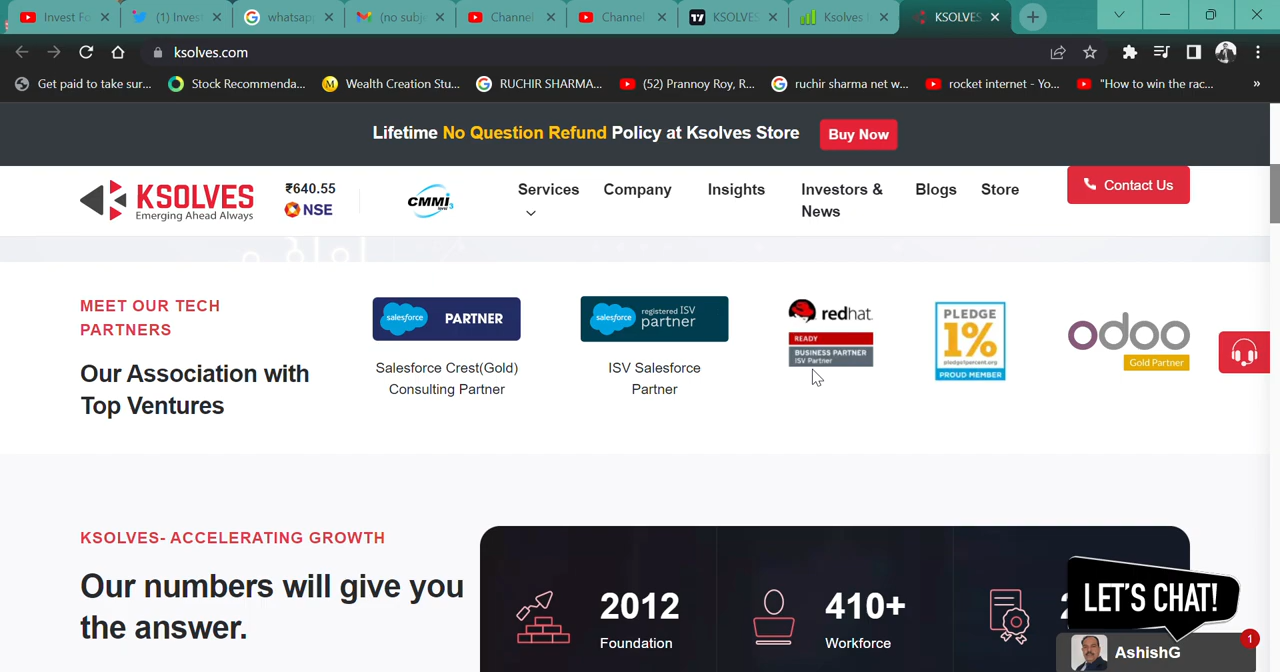 Invest Fo
(1) Invest
whatsapp
(no subj
Channel
Channel
KSOLVES
Ksolves
KSOLVES
ksolves.com
Get paid to take sur...
Stock Recommenda...
Wealth Creation Stu...
RUCHIR SHARMA...
(52) Prannoy Roy, R...
ruchir sharma net w...
rocket internet - Yo...
"How to win the rac...
»
Lifetime No Question Refund Policy at Ksolves Store
Buy Now
KSOLVES
Emerging Ahead Always
₹640.55
NSE
CMMI
Services
Company
Insights
Investors &
News
Blogs
Store
Contact Us
MEET OUR TECH
PARTNERS
Our Association with
Top Ventures
salesforce PARTNER
Salesforce Crest(Gold)
Consulting Partner
salesforce registered ISV
partner
ISV Salesforce
Partner
redhat.
READY
BUSINESS PARTNER
ISV Partner
PLEDGE
1%
pledgeonepercent.org
PROUD MEMBER
odoo
Gold Partner
KSOLVES- ACCELERATING GROWTH
Our numbers will give you
the answer.
2012
Foundation
410+
Workforce
LET'S CHAT!
AshishG
1